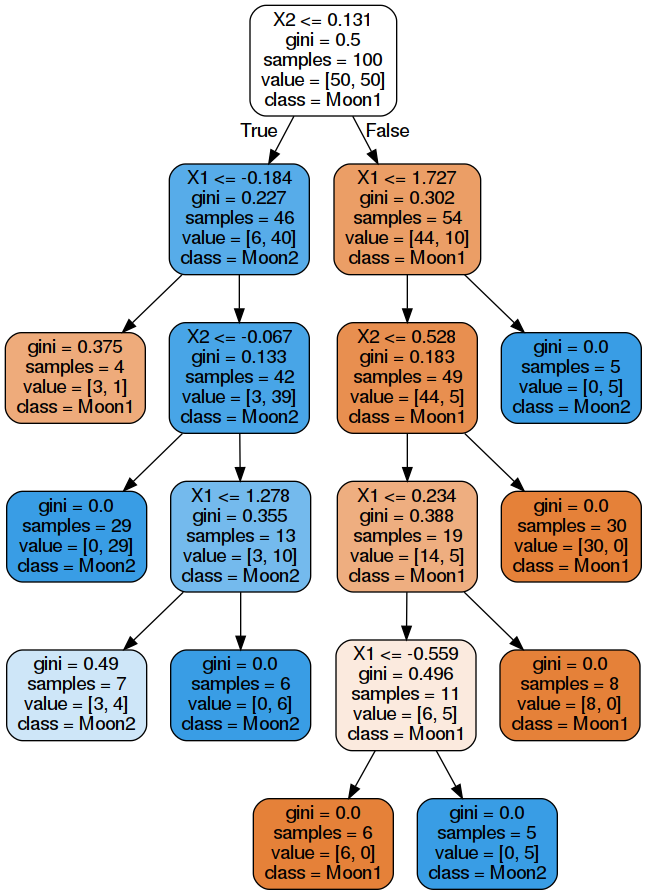 X2 <= 0.131
gini = 0.5
samples = 100
value = [50, 50]
class = Moon1
True
False
X1 <= -0.184
gini = 0.227
samples = 46
value = [6, 40]
class = Moon2
X1 <= 1.727
gini = 0.302
samples = 54
value = [44, 10]
class = Moon1
gini = 0.375
samples = 4
value = [3, 1]
class = Moon1
X2 <= -0.067
gini = 0.133
samples = 42
value = [3, 39]
class = Moon2
X2 <= 0.528
gini = 0.183
samples = 49
value = [44, 5]
class = Moon1
gini = 0.0
samples = 5
value = [0, 5]
class = Moon2
gini = 0.0
samples = 29
value = [0, 29]
class = Moon2
X1 <= 1.278
gini = 0.355
samples = 13
value = [3, 10]
class = Moon2
X1 <= 0.234
gini = 0.388
samples = 19
value = [14, 5]
class = Moon1
gini = 0.0
samples = 30
value = [30, 0]
class = Moon1
gini = 0.49
samples = 7
value = [3, 4]
class = Moon2
gini = 0.0
samples = 6
value = [0, 6]
class = Moon2
X1 <= -0.559
gini = 0.496
samples = 11
value = [6, 5]
class = Moon1
gini = 0.0
samples = 8
value = [8, 0]
class = Moon1
gini = 0.0
samples = 6
value = [6, 0]
class = Moon1
gini = 0.0
samples = 5
value = [0, 5]
class = Moon2